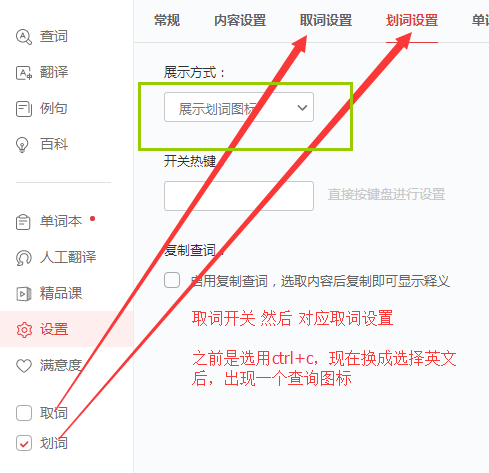 常规 内容设置 取词设置 划词设置 单词
查词
翻译
例句
百科
单词本
人工翻译
精品课
设置
满意度
取词
划词
展示方式：
展示划词图标
开关热键
直接按键盘进行设置
复制查词：
启用复制查词，选取内容后复制即可显示释义
取词开关 然后 对应取词设置
之前是选用ctrl+c，现在换成选择英文
后，出现一个查询图标